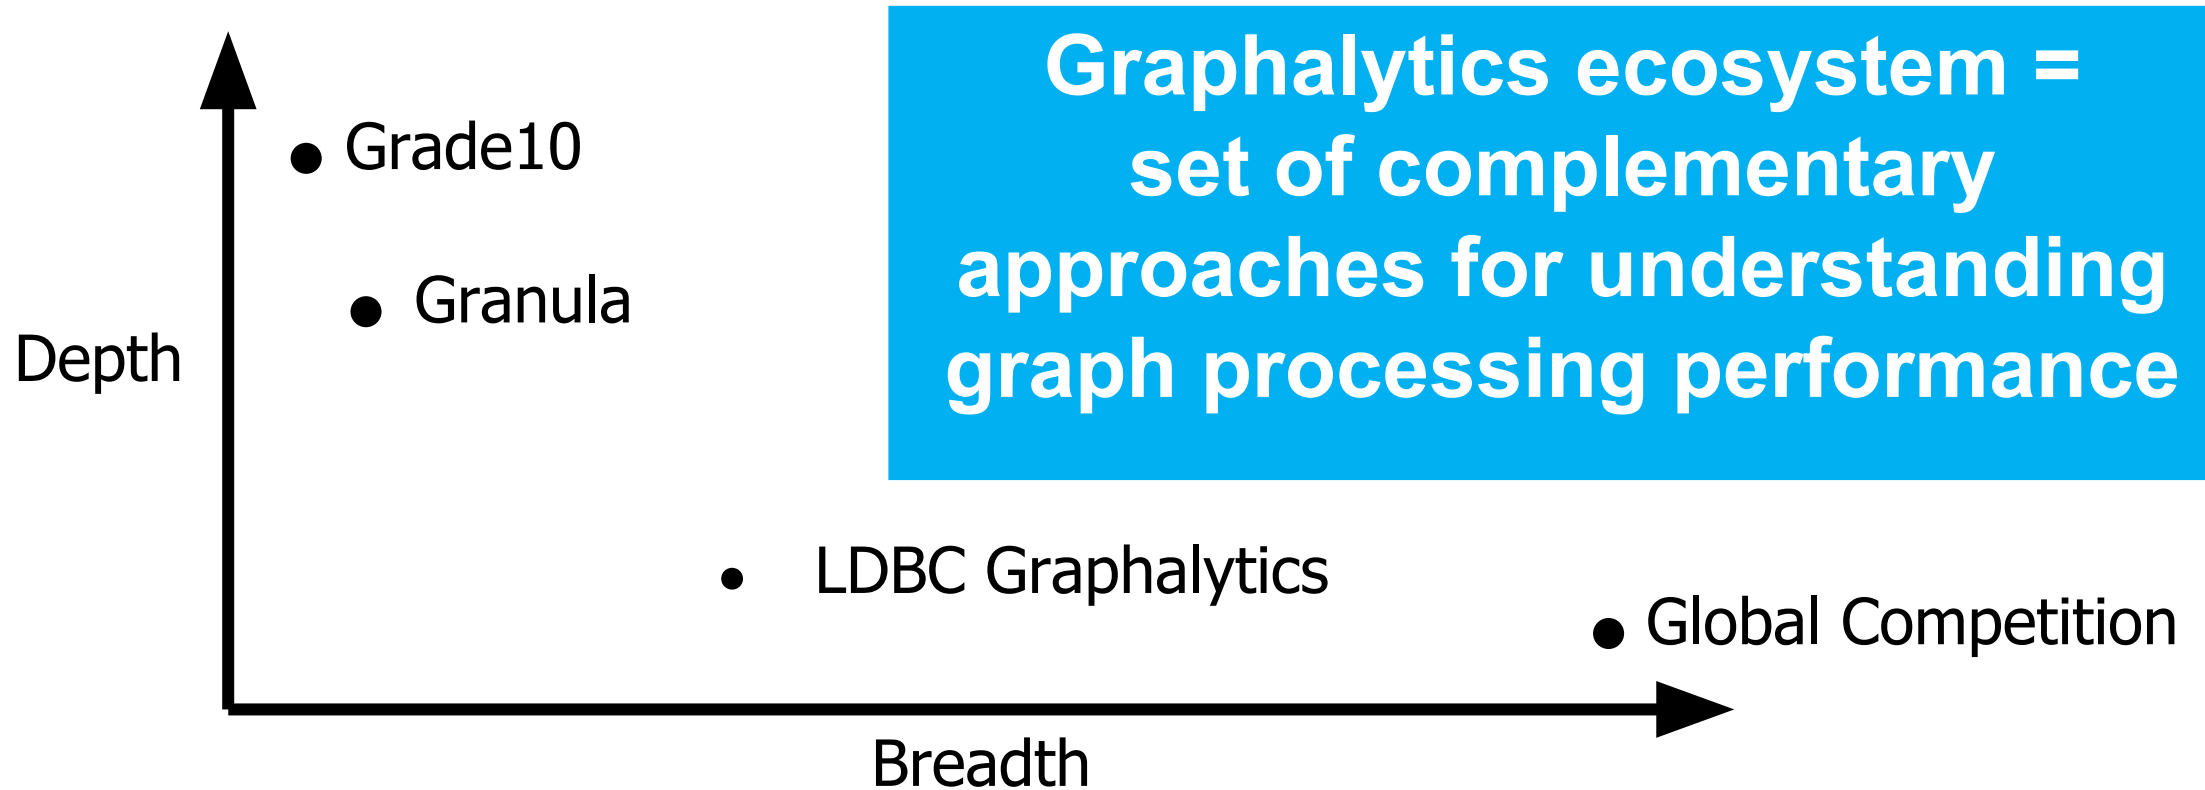 Graphalytics ecosystem =
set of complementary
approaches for understanding
graph processing performance
Grade10
Granula
Depth
LDBC Graphalytics
Global Competition
Breadth